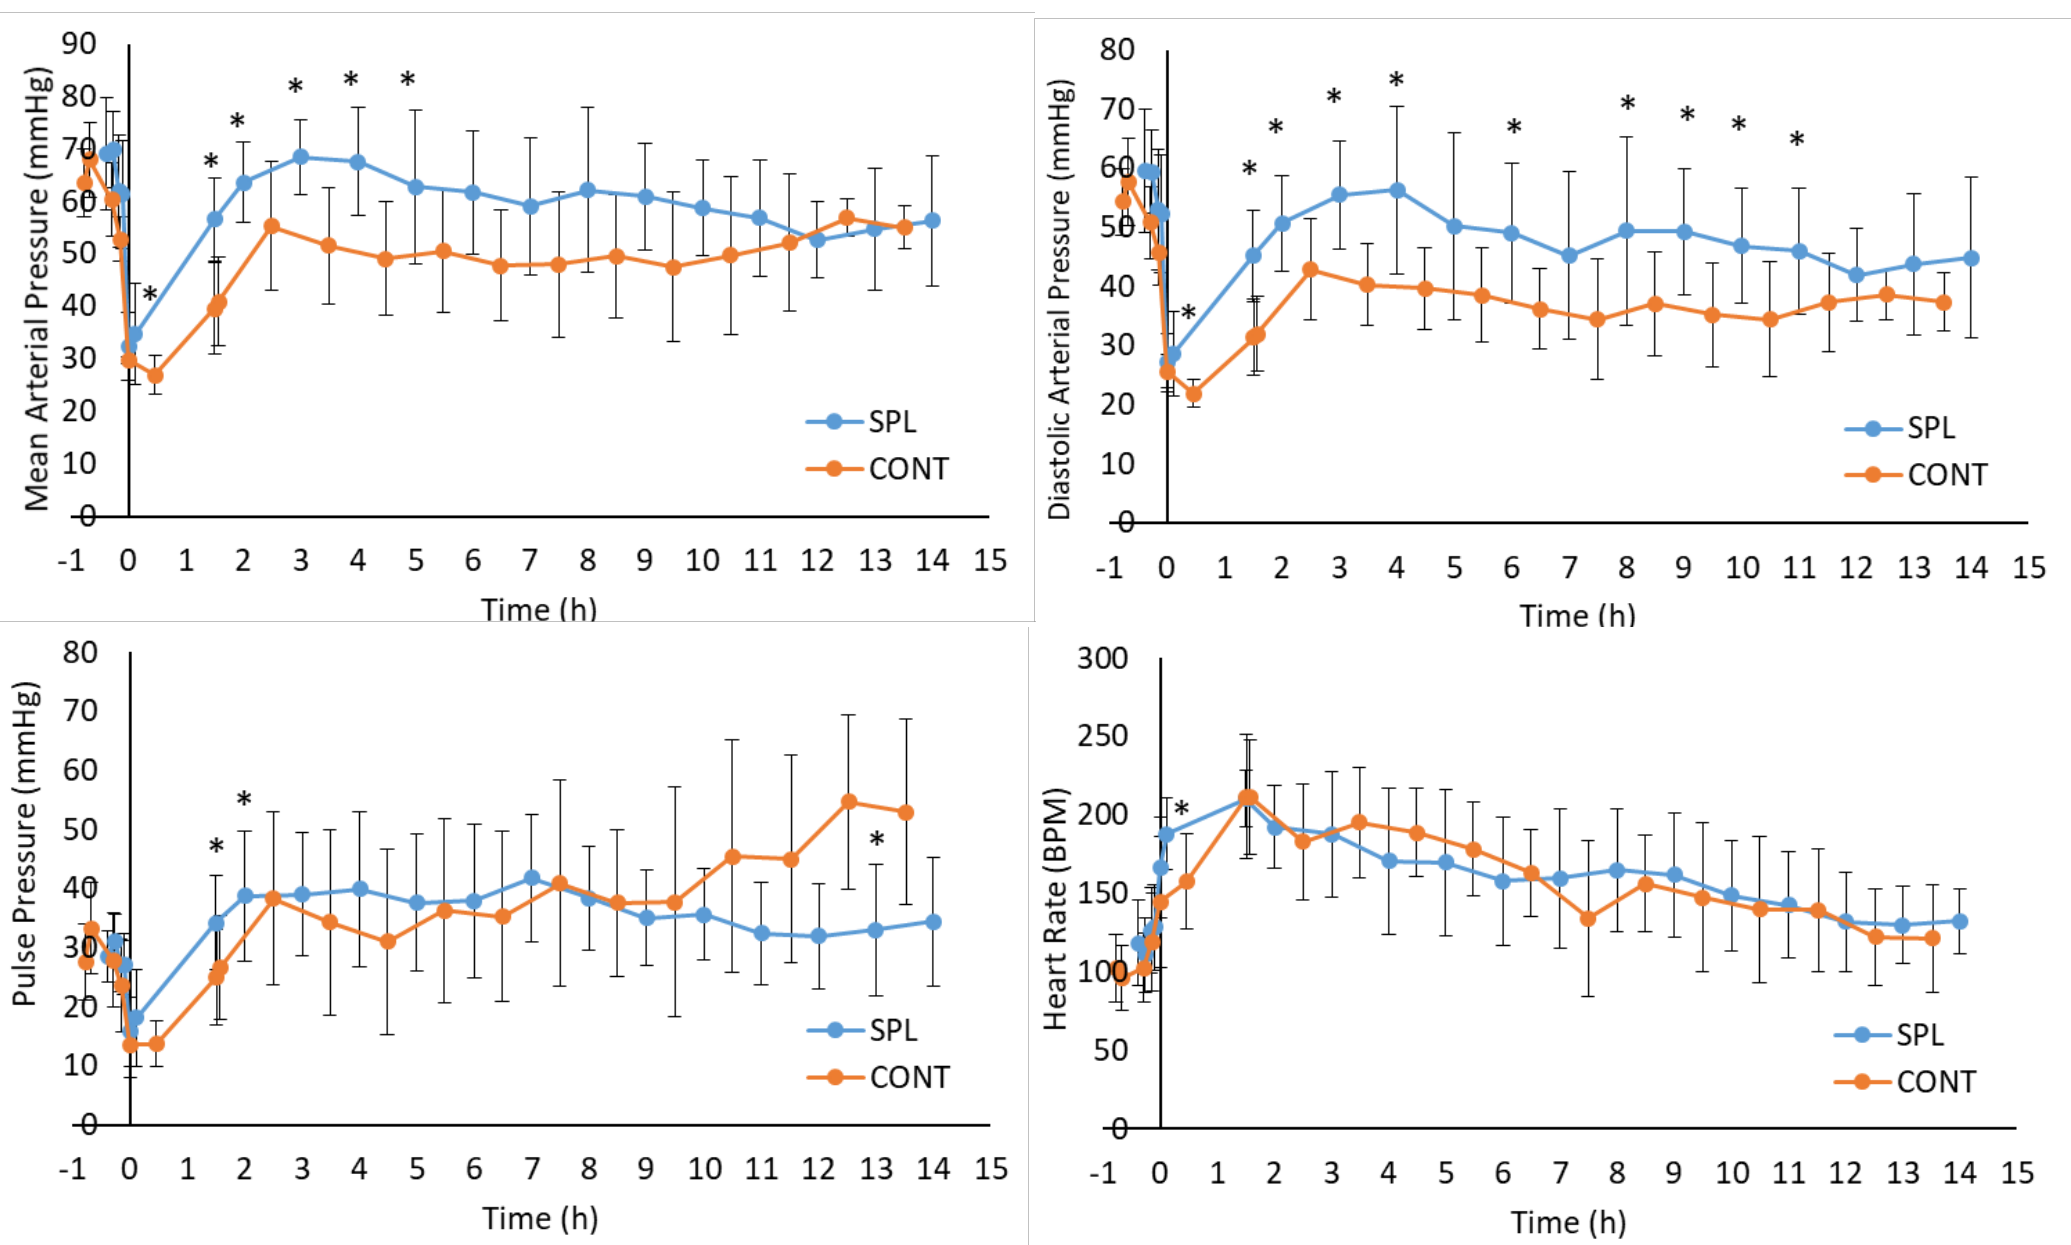 Mean Arterial Pressure (mmHg)
90
80
70
60
50
40
30
20
10
0
* * * * * *
SPL
CONT
-1 0 1 2 3 4 5 6 7 8 9 10 11 12 13 14 15
Time (h)
Diastolic Arterial Pressure (mmHg)
80
70
60
50
40
30
20
10
0
* * * * * * * * * *
SPL
CONT
-1 0 1 2 3 4 5 6 7 8 9 10 11 12 13 14 15
Time (h)
Pulse Pressure (mmHg)
80
70
60
50
40
30
20
10
0
* * *
SPL
CONT
-1 0 1 2 3 4 5 6 7 8 9 10 11 12 13 14 15
Time (h)
Heart Rate (BPM)
300
250
200
150
100
50
0
*
SPL
CONT
-1 0 1 2 3 4 5 6 7 8 9 10 11 12 13 14 15
Time (h)